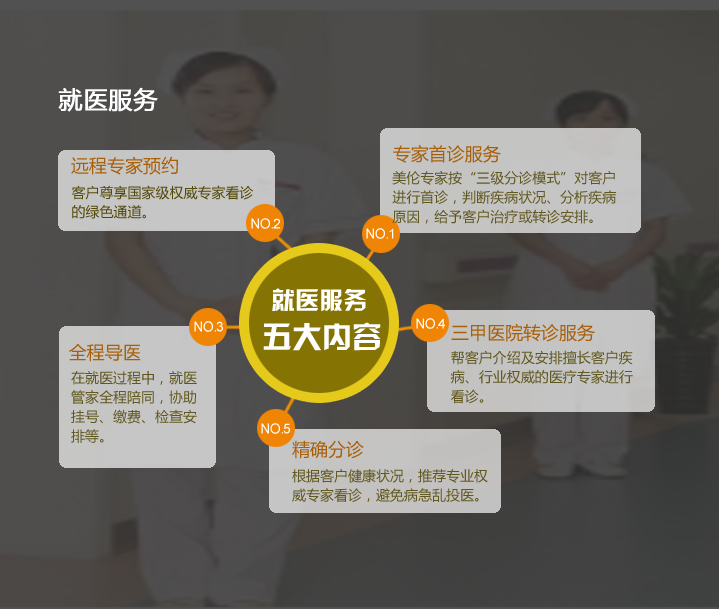 就医服务
专家首诊服务
美伦专家按“三级分诊模式”对客户
进行首诊，判断疾病状况、分析疾病
原因，给予客户治疗或转诊安排。
NO.1
远程专家预约
客户尊享国家级权威专家看诊
的绿色通道。
NO.2
就医服务
五大内容
NO.3
全程导医
在就医过程中，就医
管家全程陪同，协助
挂号、缴费、检查安
排等。
NO.4
三甲医院转诊服务
帮客户介绍及安排擅长客户疾
病、行业权威的医疗专家进行
看诊。
NO.5
精确分诊
根据客户健康状况，推荐专业权
威专家看诊，避免病急乱投医。